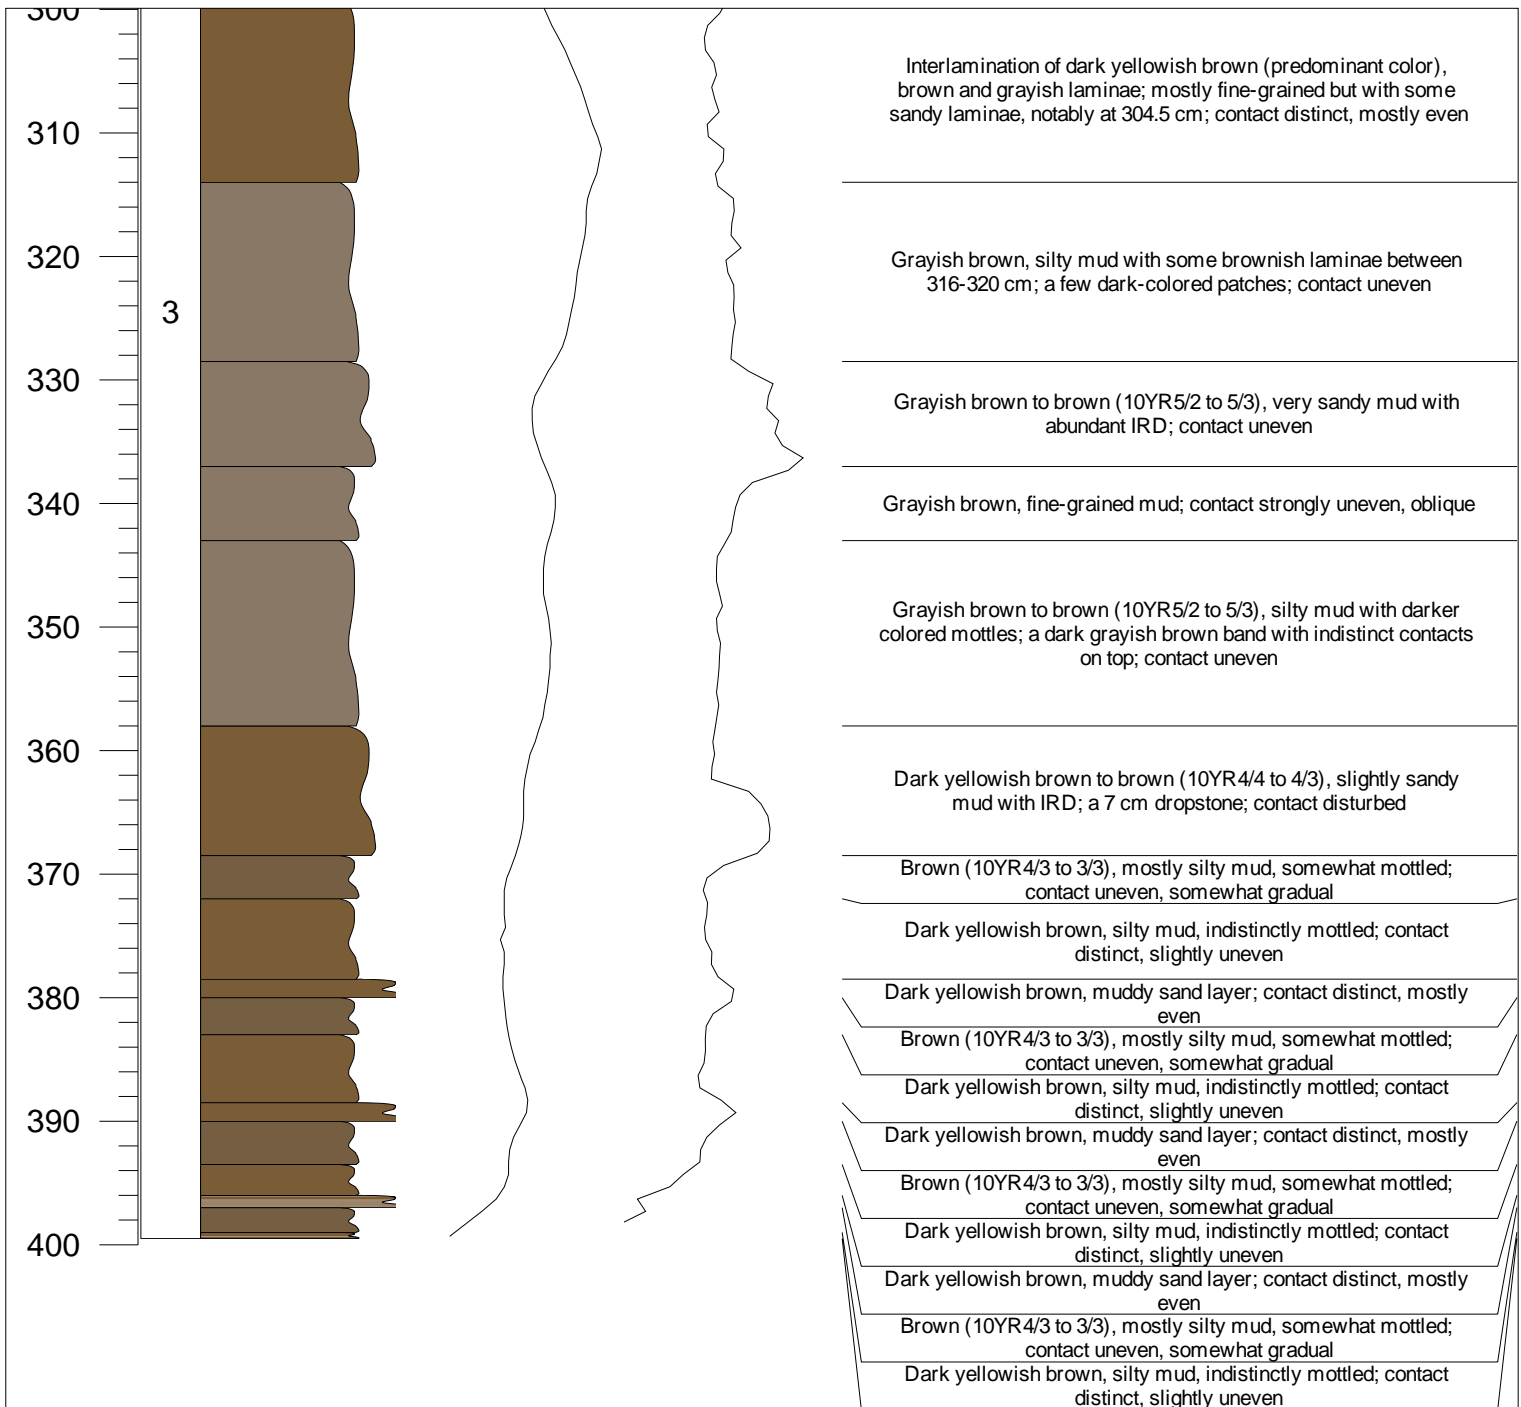 300
310
320
330
340
350
360
370
380
390
400
3
Interlamination of dark yellowish brown (predominant color),
brown and grayish laminae; mostly fine-grained but with some
sandy laminae, notably at 304.5 cm; contact distinct, mostly even
Grayish brown, silty mud with some brownish laminae between
316-320 cm; a few dark-colored patches; contact uneven
Grayish brown to brown (10YR5/2 to 5/3), very sandy mud with
abundant IRD; contact uneven
Grayish brown, fine-grained mud; contact strongly uneven, oblique
Grayish brown to brown (10YR5/2 to 5/3), silty mud with darker
colored mottles; a dark grayish brown band with indistinct contacts
on top; contact uneven
Dark yellowish brown to brown (10YR4/4 to 4/3), slightly sandy
mud with IRD; a 7 cm dropstone; contact disturbed
Brown (10YR4/3 to 3/3), mostly silty mud, somewhat mottled;
contact uneven, somewhat gradual
Dark yellowish brown, silty mud, indistinctly mottled; contact
distinct, slightly uneven
Dark yellowish brown, muddy sand layer; contact distinct, mostly
even
Brown (10YR4/3 to 3/3), mostly silty mud, somewhat mottled;
contact uneven, somewhat gradual
Dark yellowish brown, silty mud, indistinctly mottled; contact
distinct, slightly uneven
Dark yellowish brown, muddy sand layer; contact distinct, mostly
even
Brown (10YR4/3 to 3/3), mostly silty mud, somewhat mottled;
contact uneven, somewhat gradual
Dark yellowish brown, silty mud, indistinctly mottled; contact
distinct, slightly uneven
Dark yellowish brown, muddy sand layer; contact distinct, mostly
even
Brown (10YR4/3 to 3/3), mostly silty mud, somewhat mottled;
contact uneven, somewhat gradual
Dark yellowish brown, silty mud, indistinctly mottled; contact
distinct, slightly uneven